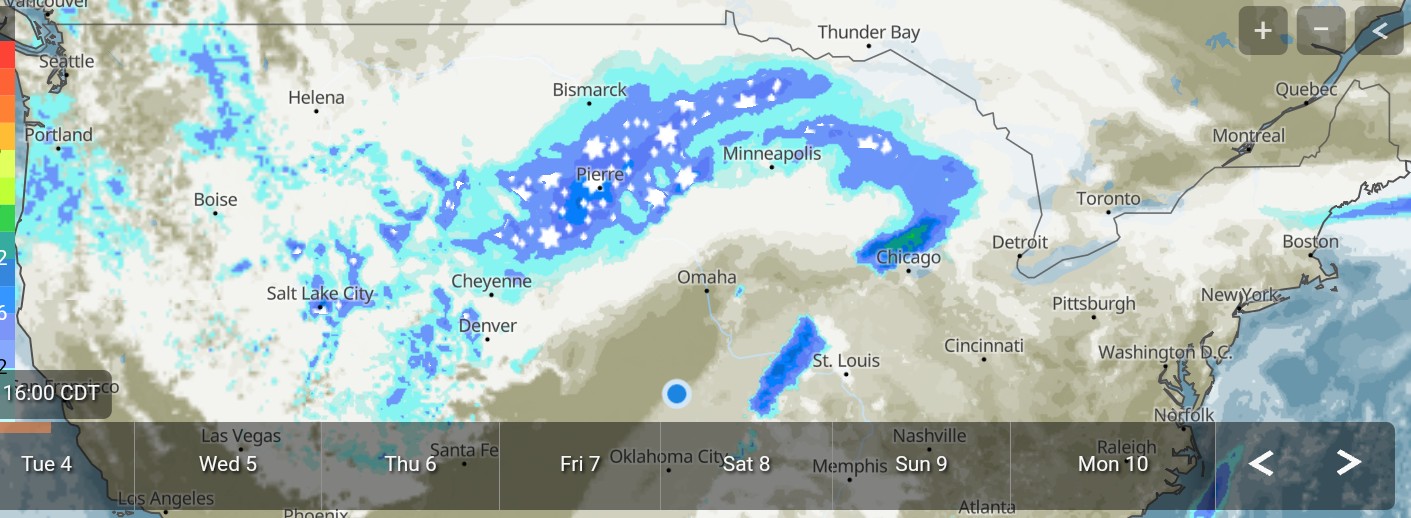 Vancouver
Seattle
Thunder Bay
+
−
<
Helena
Bismarck
Quebec
Portland
Minneapolis
Montreal
Pierre
Boise
Toronto
Detroit
Boston
2
Chicago
Salt Lake City
Cheyenne
Omaha
Pittsburgh
New York
6
Denver
St. Louis
Cincinnati
Washington D.C.
2
San Francisco
16:00 CDT
Norfolk
Las Vegas
Santa Fe
Oklahoma City
Nashville
Raleigh
Memphis
Tue 4
Wed 5
Thu 6
Fri 7
Sat 8
Sun 9
Mon 10
<
>
Los Angeles
Phoenix
Atlanta